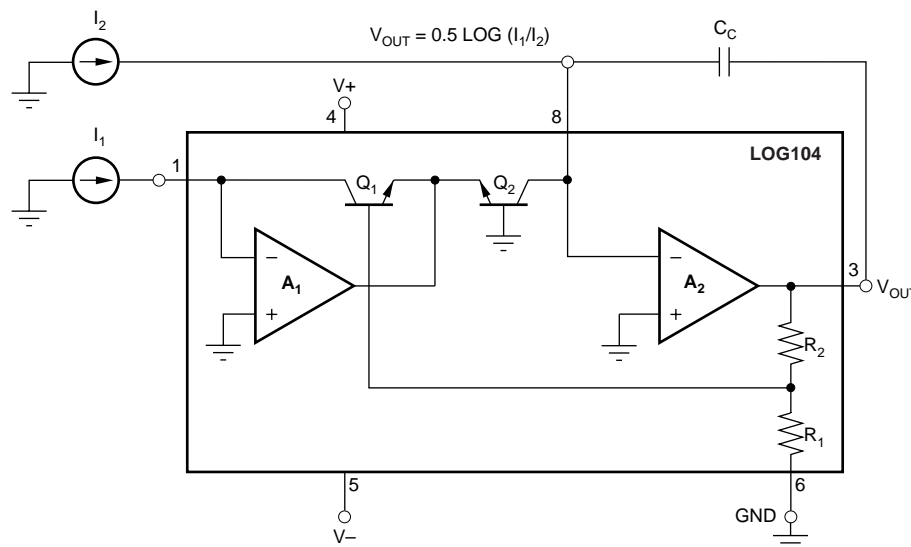 I2
VOUT = 0.5 LOG (I1/I2)
CC
V+
4
8
I1
1
LOG104
Q1
Q2
−
A1
+
−
A2
+
3
VOUT
R2
R1
5
6
V–
GND